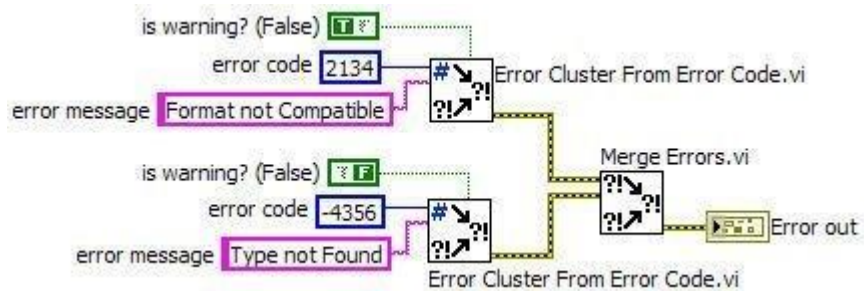 is warning? (False) T
error code 2134
# ?! ?! Error Cluster From Error Code.vi
error message Format not Compatible
Merge Errors.vi
is warning? (False) F
?! ?! ?!
error code -4356
# ?! ?! Error out
error message Type not Found
Error Cluster From Error Code.vi